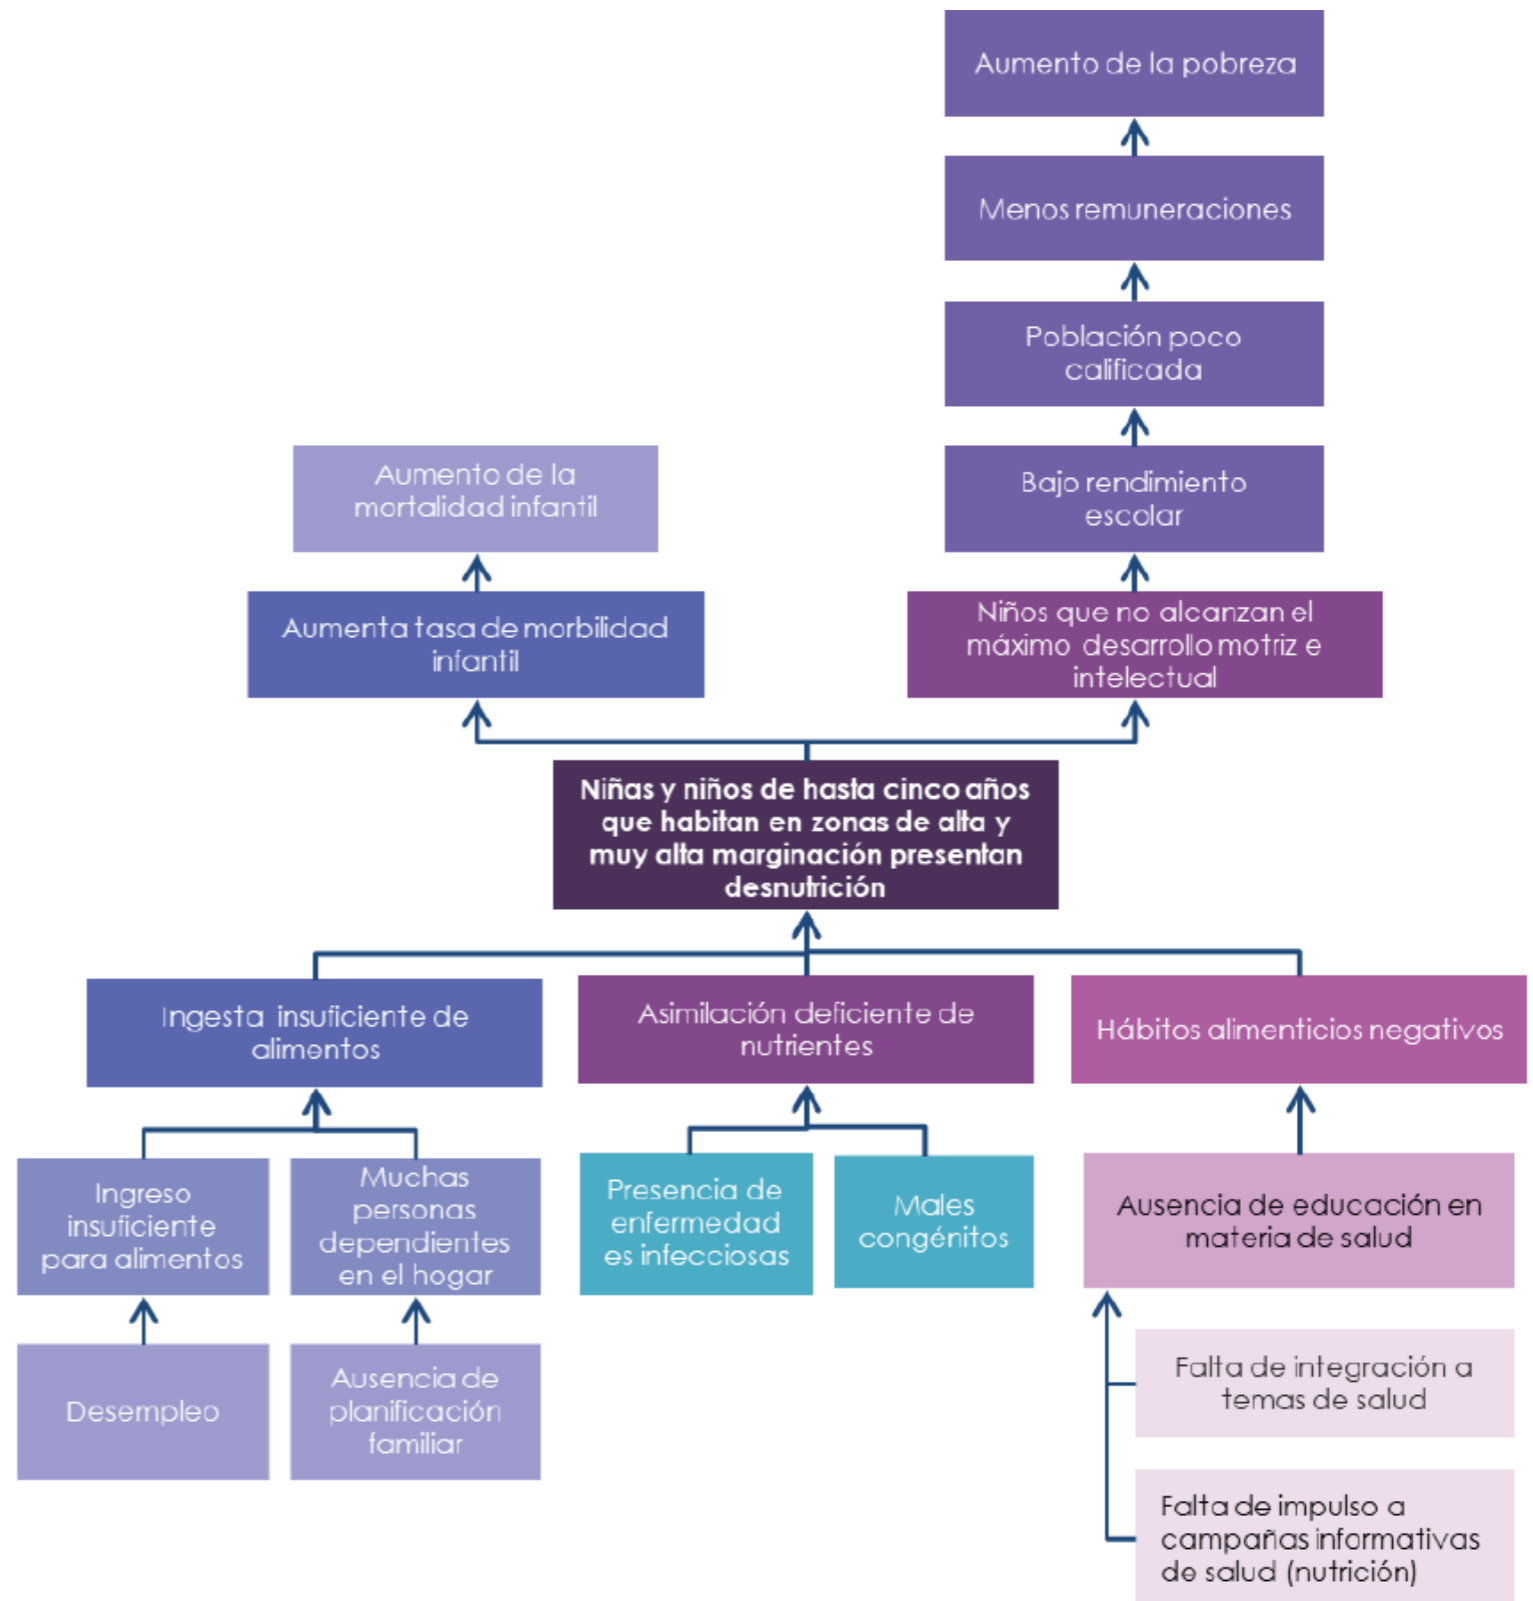 Aumento de la pobreza
Menos remuneraciones
Población poco
calificada
Aumento de la
mortalidad infantil
Bajo rendimiento
escolar
Aumenta tasa de morbilidad
infantil
Niños que no alcanzan el
máximo desarrollo motriz e
intelectual
Niñas y niños de hasta cinco años
que habitan en zonas de alta y
muy alta marginación presentan
desnutrición
Ingesta insuficiente de
alimentos
Asimilación deficiente de
nutrientes
Hábitos alimenticios negativos
Ingreso
insuficiente
para alimentos
Muchas
personas
dependientes
en el hogar
Presencia de
enfermedad
es infecciosas
Males
congénitos
Ausencia de educación en
materia de salud
Desempleo
Ausencia de
planificación
familiar
Falta de integración a
temas de salud
Falta de impulso a
campañas informativas
de salud (nutrición)